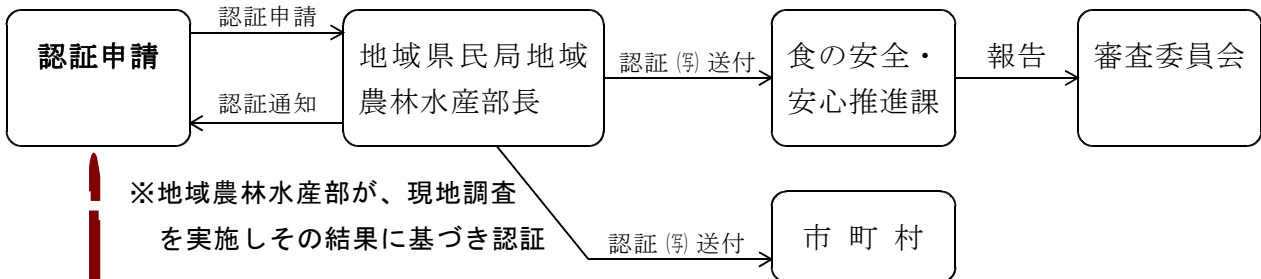 認証申請
認証申請
認証通知
地域県民局地域
農林水産部長
認証㈢送付
食の安全・
安心推進課
報告
審査委員会
※地域農林水産部が、現地調査
を実施しその結果に基づき認証
認証㈢送付
市町村